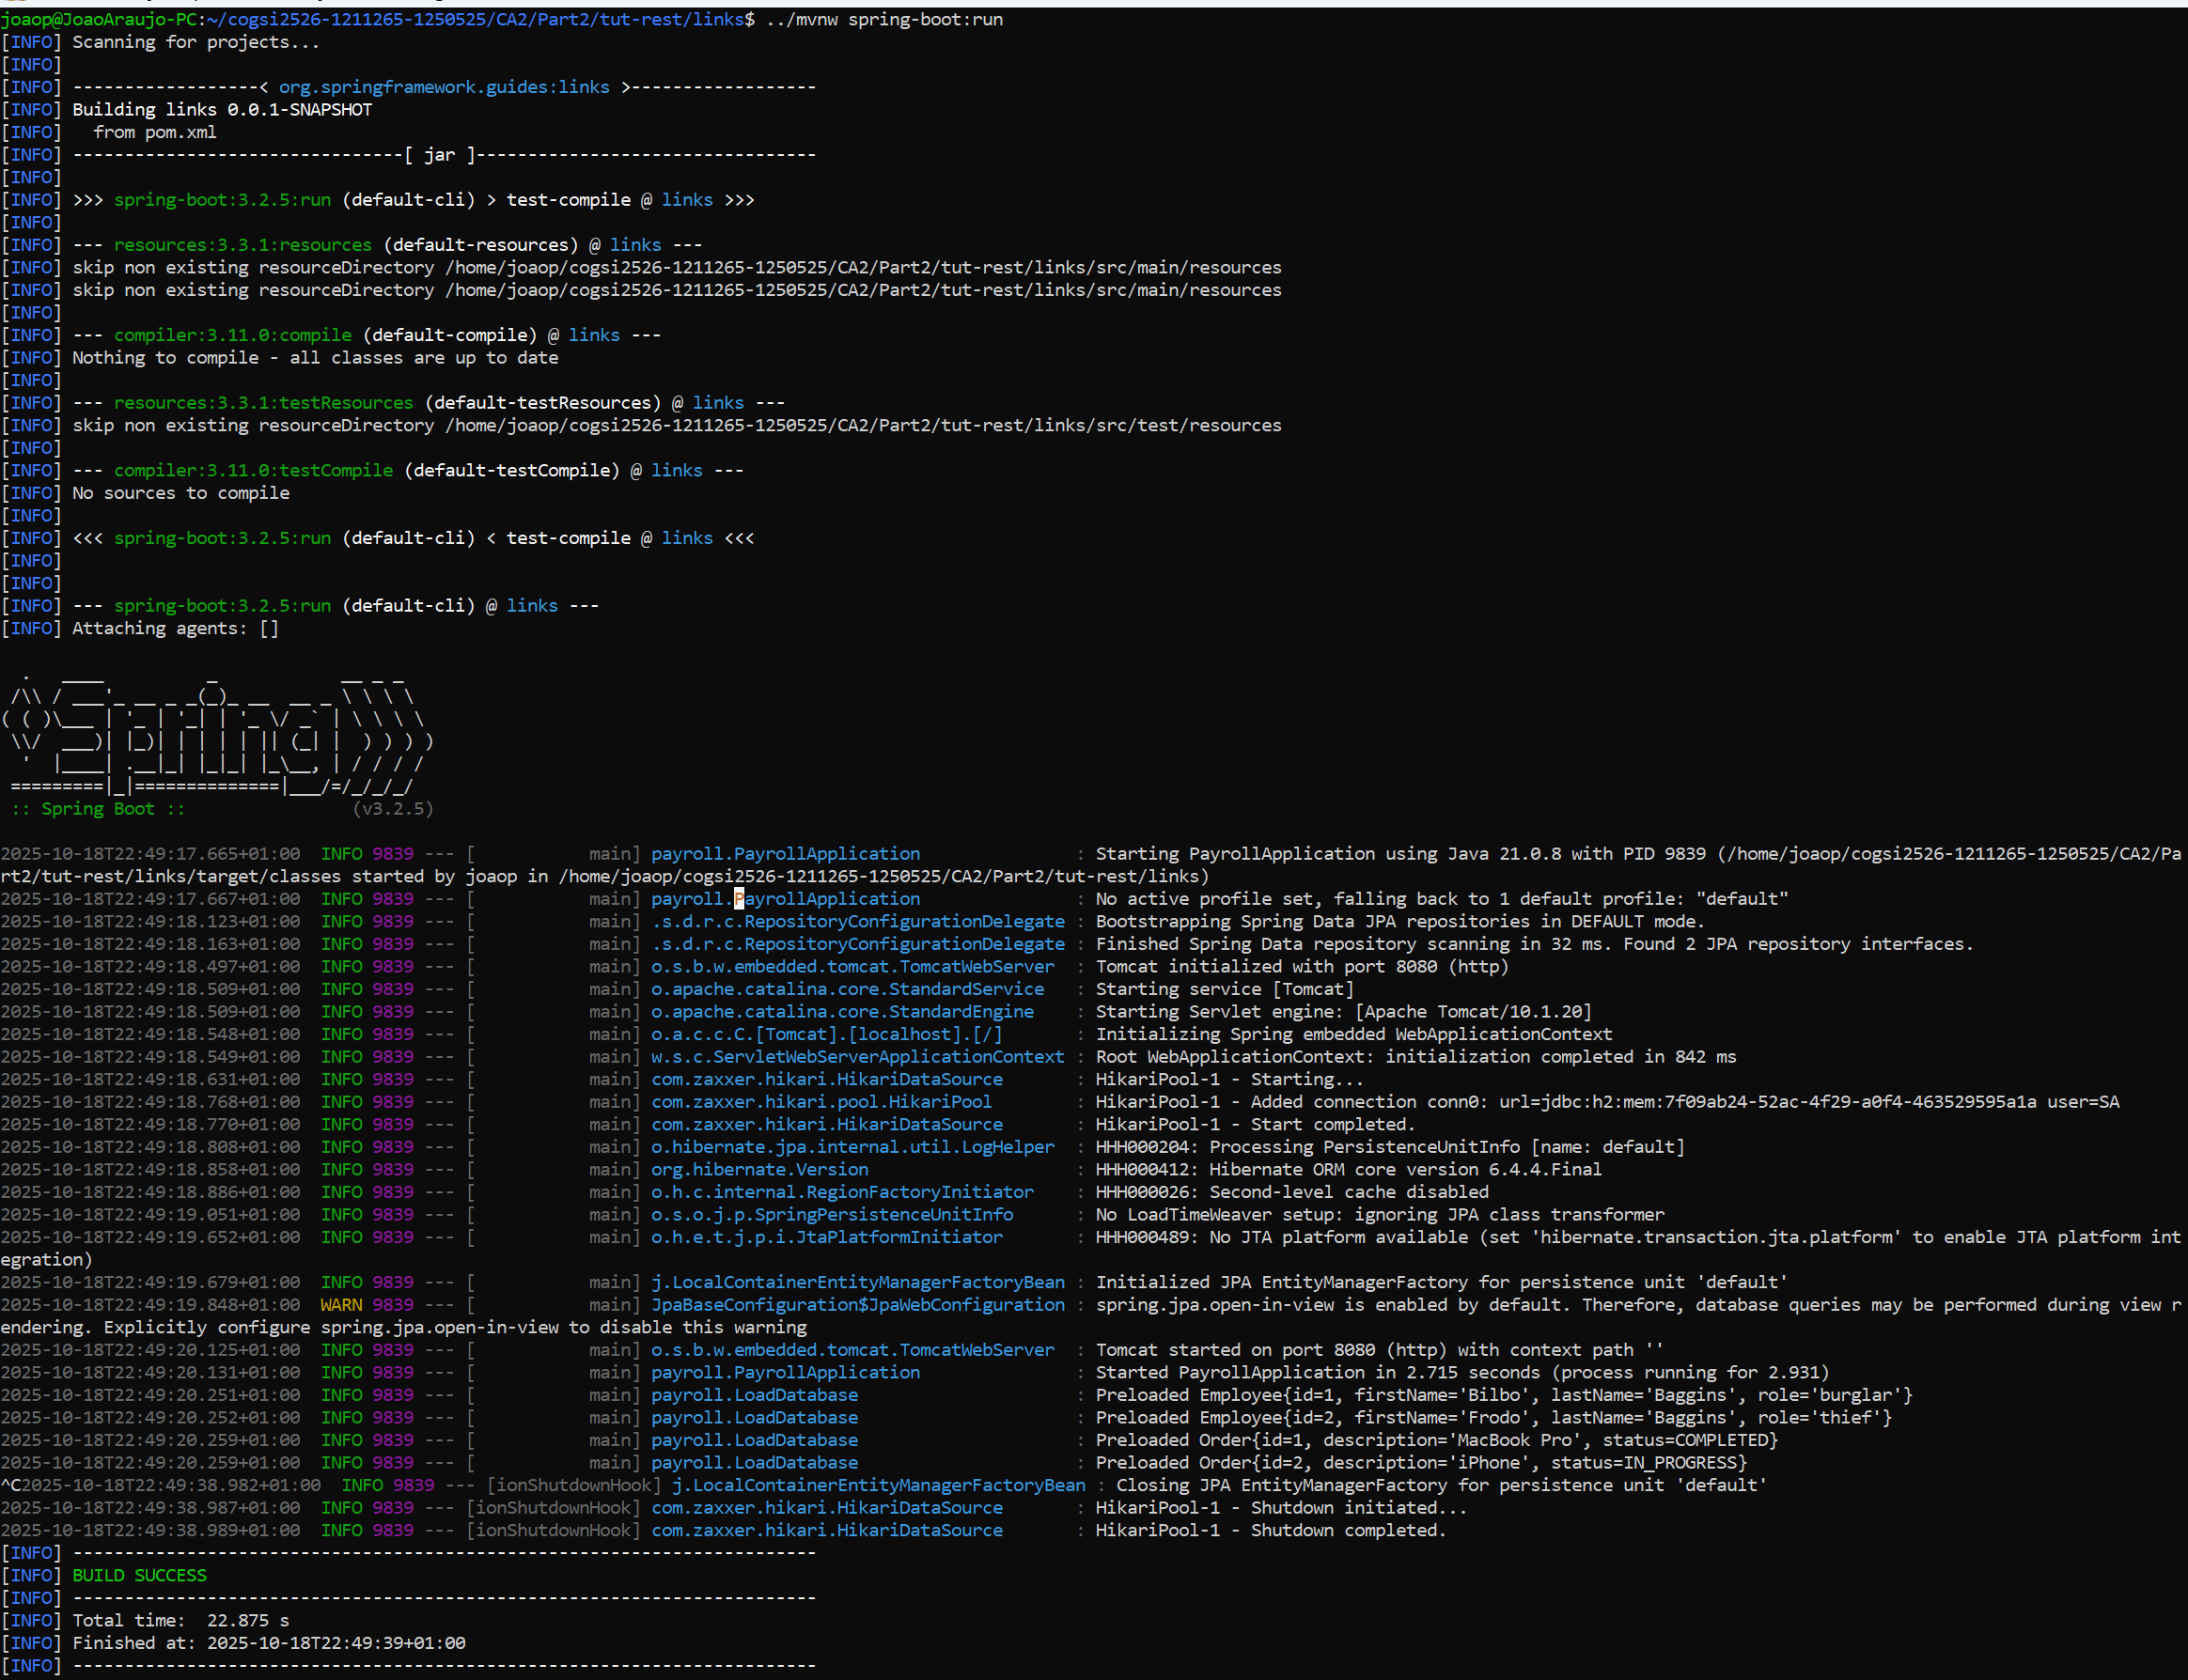 joaop@JoaoAraujo-PC:~/cogsi2526-1211265-1250525/CA2/Part2/tut-rest/links$ ../mvnw spring-boot:run
[INFO] Scanning for projects...
[INFO]
[INFO] ------------------< org.springframework.guides:links >------------------
[INFO] Building links 0.0.1-SNAPSHOT
[INFO]   from pom.xml
[INFO] --------------------------------[ jar ]---------------------------------
[INFO]
[INFO] >>> spring-boot:3.2.5:run (default-cli) > test-compile @ links >>>
[INFO]
[INFO] --- resources:3.3.1:resources (default-resources) @ links ---
[INFO] skip non existing resourceDirectory /home/joaop/cogsi2526-1211265-1250525/CA2/Part2/tut-rest/links/src/main/resources
[INFO] skip non existing resourceDirectory /home/joaop/cogsi2526-1211265-1250525/CA2/Part2/tut-rest/links/src/main/resources
[INFO]
[INFO] --- compiler:3.11.0:compile (default-compile) @ links ---
[INFO] Nothing to compile - all classes are up to date
[INFO]
[INFO] --- resources:3.3.1:testResources (default-testResources) @ links ---
[INFO] skip non existing resourceDirectory /home/joaop/cogsi2526-1211265-1250525/CA2/Part2/tut-rest/links/src/test/resources
[INFO]
[INFO] --- compiler:3.11.0:testCompile (default-testCompile) @ links ---
[INFO] No sources to compile
[INFO]
[INFO] <<< spring-boot:3.2.5:run (default-cli) < test-compile @ links <<<
[INFO]
[INFO]
[INFO] --- spring-boot:3.2.5:run (default-cli) @ links ---
[INFO] Attaching agents: []
  .   ____          _            __ _ _
 /\\ / ___'_ __ _ _(_)_ __  __ _ \ \ \ \
( ( )\___ | '_ | '_| | '_ \/ _` | \ \ \ \
 \\/  ___)| |_)| | | | | || (_| |  ) ) ) )
  '  |____| .__|_| |_|_| |_\__, | / / / /
 =========|_|==============|___/=/_/_/_/
 :: Spring Boot ::                (v3.2.5)
2025-10-18T22:49:17.665+01:00  INFO 9839 --- [           main] payroll.PayrollApplication               : Starting PayrollApplication using Java 21.0.8 with PID 9839 (/home/joaop/cogsi2526-1211265-1250525/CA2/Pa
rt2/tut-rest/links/target/classes started by joaop in /home/joaop/cogsi2526-1211265-1250525/CA2/Part2/tut-rest/links)
2025-10-18T22:49:17.667+01:00  INFO 9839 --- [           main] payroll.PayrollApplication               : No active profile set, falling back to 1 default profile: "default"
2025-10-18T22:49:18.123+01:00  INFO 9839 --- [           main] .s.d.r.c.RepositoryConfigurationDelegate : Bootstrapping Spring Data JPA repositories in DEFAULT mode.
2025-10-18T22:49:18.163+01:00  INFO 9839 --- [           main] .s.d.r.c.RepositoryConfigurationDelegate : Finished Spring Data repository scanning in 32 ms. Found 2 JPA repository interfaces.
2025-10-18T22:49:18.497+01:00  INFO 9839 --- [           main] o.s.b.w.embedded.tomcat.TomcatWebServer  : Tomcat initialized with port 8080 (http)
2025-10-18T22:49:18.509+01:00  INFO 9839 --- [           main] o.apache.catalina.core.StandardService   : Starting service [Tomcat]
2025-10-18T22:49:18.509+01:00  INFO 9839 --- [           main] o.apache.catalina.core.StandardEngine    : Starting Servlet engine: [Apache Tomcat/10.1.20]
2025-10-18T22:49:18.548+01:00  INFO 9839 --- [           main] o.a.c.c.C.[Tomcat].[localhost].[/]       : Initializing Spring embedded WebApplicationContext
2025-10-18T22:49:18.549+01:00  INFO 9839 --- [           main] w.s.c.ServletWebServerApplicationContext : Root WebApplicationContext: initialization completed in 842 ms
2025-10-18T22:49:18.631+01:00  INFO 9839 --- [           main] com.zaxxer.hikari.HikariDataSource       : HikariPool-1 - Starting...
2025-10-18T22:49:18.768+01:00  INFO 9839 --- [           main] com.zaxxer.hikari.pool.HikariPool        : HikariPool-1 - Added connection conn0: url=jdbc:h2:mem:7f09ab24-52ac-4f29-a0f4-463529595a1a user=SA
2025-10-18T22:49:18.770+01:00  INFO 9839 --- [           main] com.zaxxer.hikari.HikariDataSource       : HikariPool-1 - Start completed.
2025-10-18T22:49:18.808+01:00  INFO 9839 --- [           main] o.hibernate.jpa.internal.util.LogHelper  : HHH000204: Processing PersistenceUnitInfo [name: default]
2025-10-18T22:49:18.858+01:00  INFO 9839 --- [           main] org.hibernate.Version                    : HHH000412: Hibernate ORM core version 6.4.4.Final
2025-10-18T22:49:18.886+01:00  INFO 9839 --- [           main] o.h.c.internal.RegionFactoryInitiator    : HHH000026: Second-level cache disabled
2025-10-18T22:49:19.051+01:00  INFO 9839 --- [           main] o.s.o.j.p.SpringPersistenceUnitInfo      : No LoadTimeWeaver setup: ignoring JPA class transformer
2025-10-18T22:49:19.652+01:00  INFO 9839 --- [           main] o.h.e.t.j.p.i.JtaPlatformInitiator       : HHH000489: No JTA platform available (set 'hibernate.transaction.jta.platform' to enable JTA platform int
egration)
2025-10-18T22:49:19.679+01:00  INFO 9839 --- [           main] j.LocalContainerEntityManagerFactoryBean : Initialized JPA EntityManagerFactory for persistence unit 'default'
2025-10-18T22:49:19.848+01:00  WARN 9839 --- [           main] JpaBaseConfiguration$JpaWebConfiguration : spring.jpa.open-in-view is enabled by default. Therefore, database queries may be performed during view r
endering. Explicitly configure spring.jpa.open-in-view to disable this warning
2025-10-18T22:49:20.125+01:00  INFO 9839 --- [           main] o.s.b.w.embedded.tomcat.TomcatWebServer  : Tomcat started on port 8080 (http) with context path ''
2025-10-18T22:49:20.131+01:00  INFO 9839 --- [           main] payroll.PayrollApplication               : Started PayrollApplication in 2.715 seconds (process running for 2.931)
2025-10-18T22:49:20.251+01:00  INFO 9839 --- [           main] payroll.LoadDatabase                     : Preloaded Employee{id=1, firstName='Bilbo', lastName='Baggins', role='burglar'}
2025-10-18T22:49:20.252+01:00  INFO 9839 --- [           main] payroll.LoadDatabase                     : Preloaded Employee{id=2, firstName='Frodo', lastName='Baggins', role='thief'}
2025-10-18T22:49:20.259+01:00  INFO 9839 --- [           main] payroll.LoadDatabase                     : Preloaded Order{id=1, description='MacBook Pro', status=COMPLETED}
2025-10-18T22:49:20.259+01:00  INFO 9839 --- [           main] payroll.LoadDatabase                     : Preloaded Order{id=2, description='iPhone', status=IN_PROGRESS}
^C2025-10-18T22:49:38.982+01:00  INFO 9839 --- [ionShutdownHook] j.LocalContainerEntityManagerFactoryBean : Closing JPA EntityManagerFactory for persistence unit 'default'
2025-10-18T22:49:38.987+01:00  INFO 9839 --- [ionShutdownHook] com.zaxxer.hikari.HikariDataSource       : HikariPool-1 - Shutdown initiated...
2025-10-18T22:49:38.989+01:00  INFO 9839 --- [ionShutdownHook] com.zaxxer.hikari.HikariDataSource       : HikariPool-1 - Shutdown completed.
[INFO] ------------------------------------------------------------------------
[INFO] BUILD SUCCESS
[INFO] ------------------------------------------------------------------------
[INFO] Total time:  22.875 s
[INFO] Finished at: 2025-10-18T22:49:39+01:00
[INFO] ------------------------------------------------------------------------